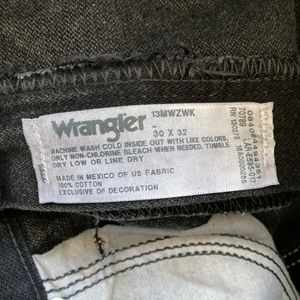 Wrangler
13MWZWK
30 X 32
MACHINE WASH COLD INSIDE OUT WITH LIKE COLORS.
ONLY NON-CHLORINE BLEACH WHEN NEEDED. TUMBLE
DRY LOW OR LINE DRY
MADE IN MEXICO OF US FABRIC
100% COTTON
EXCLUSIVE OF DECORATION
70789